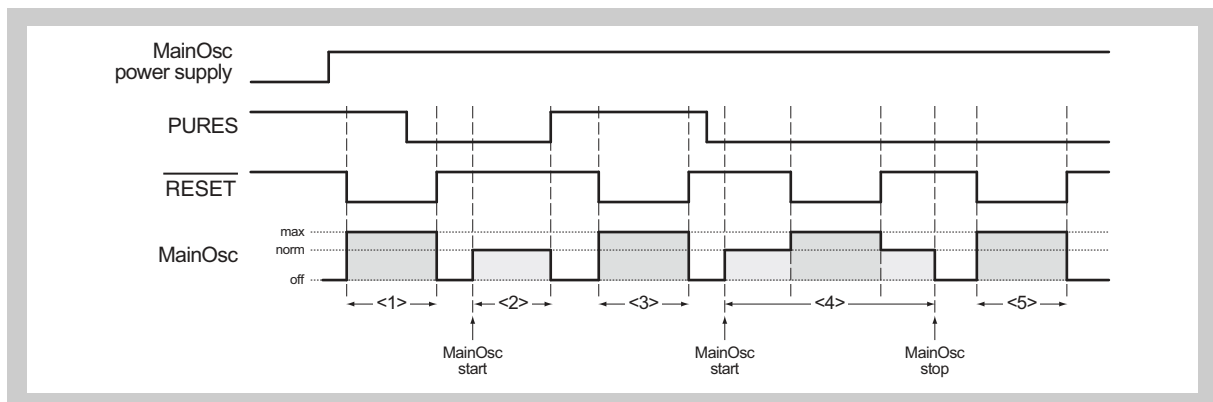 MainOsc
power supply
PURES
RESET
MainOsc
max
norm
off
<1>
<2>
<3>
<4>
<5>
MainOsc
start
MainOsc
start
MainOsc
stop